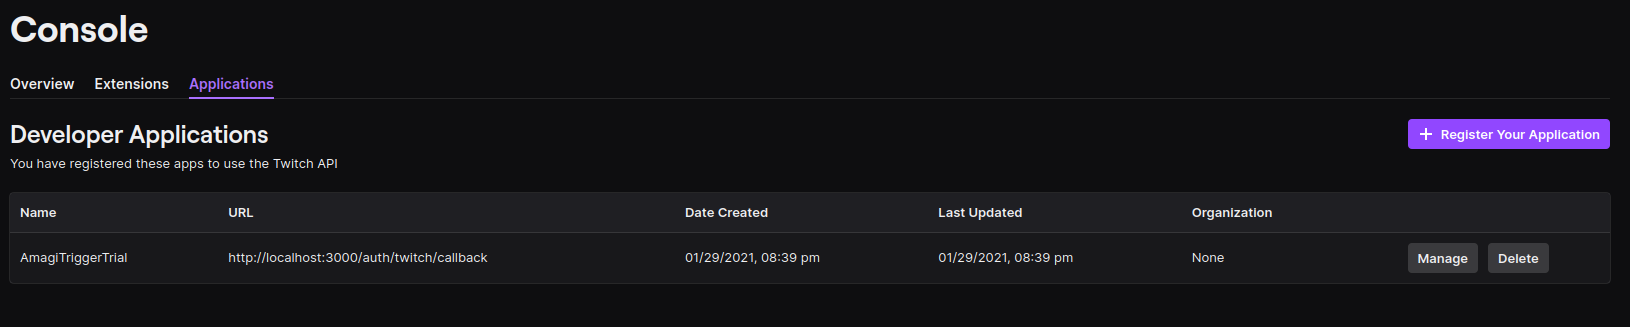 Console
Overview Extensions Applications
Developer Applications
+ Register Your Application
You have registered these apps to use the Twitch API
Name URL Date Created Last Updated Organization
AmagiTriggerTrial http://localhost:3000/auth/twitch/callback 01/29/2021, 08:39 pm 01/29/2021, 08:39 pm None Manage Delete